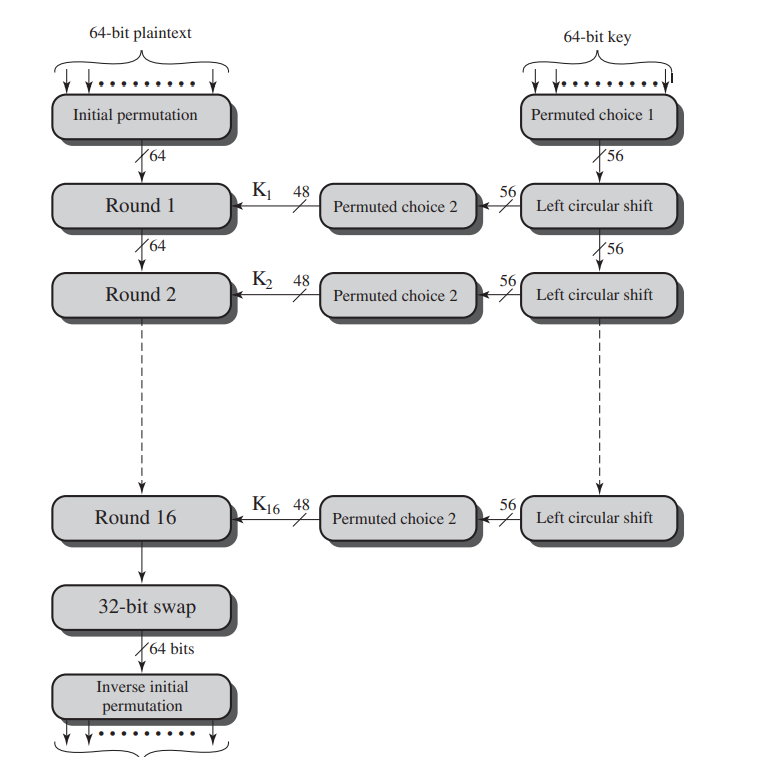 64-bit plaintext
64-bit key
Initial permutation
Permuted choice 1
64
56
Round 1
K1
48
Permuted choice 2
56
Left circular shift
64
56
Round 2
K2
48
Permuted choice 2
56
Left circular shift
Round 16
K16
48
Permuted choice 2
56
Left circular shift
32-bit swap
64 bits
Inverse initial
permutation